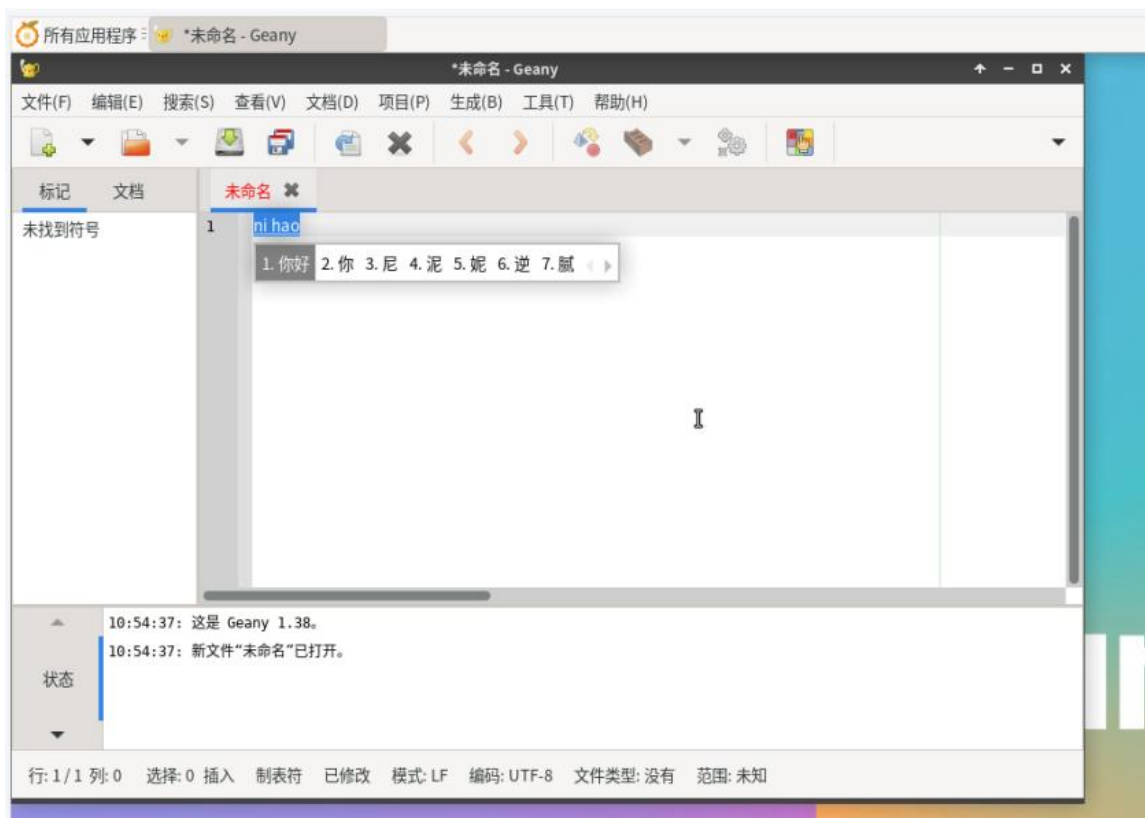 所有应用程序 *未命名 - Geany
*未命名 - Geany
文件(F) 编辑(E) 搜索(S) 查看(V) 文档(D) 项目(P) 生成(B) 工具(T) 帮助(H)
标记 文档 未命名
未找到符号 1 ni hao
1. 你好 2. 你 3. 尼 4. 泥 5. 妮 6. 逆 7. 腻
10:54:37: 这是 Geany 1.38。
10:54:37: 新文件“未命名”已打开。
状态
行: 1 / 1 列: 0 选择: 0 插入 制表符 已修改 模式: LF 编码: UTF-8 文件类型: 没有 范围: 未知